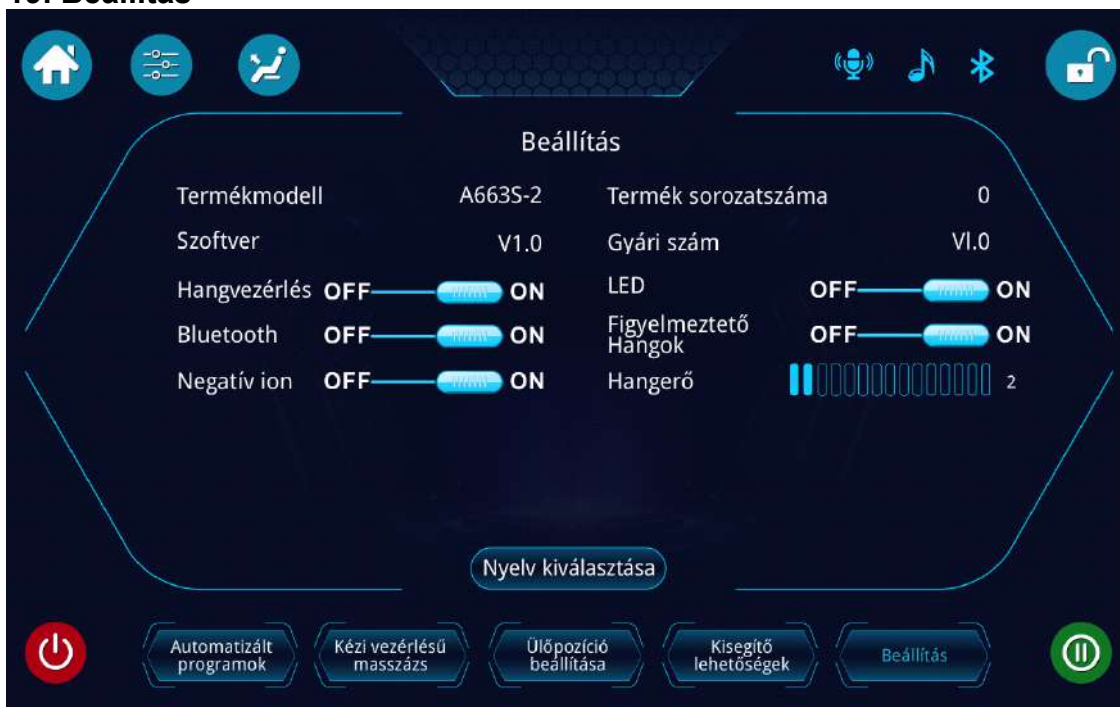 Beállítás
Termékmodell A663S-2 Termék sorozatszáma 0
Szoftver V1.0 Gyári szám Vl.0
Hangvezérlés OFF ON LED OFF ON
Bluetooth OFF ON Figyelmeztető Hangok OFF ON
Negatív ion OFF ON Hangerő 2
Nyelv kiválasztása
Automatizált programok
Kézi vezérlésű masszázs
Ülőpozíció beállítása
Kisegítő lehetőségek
Beállítás